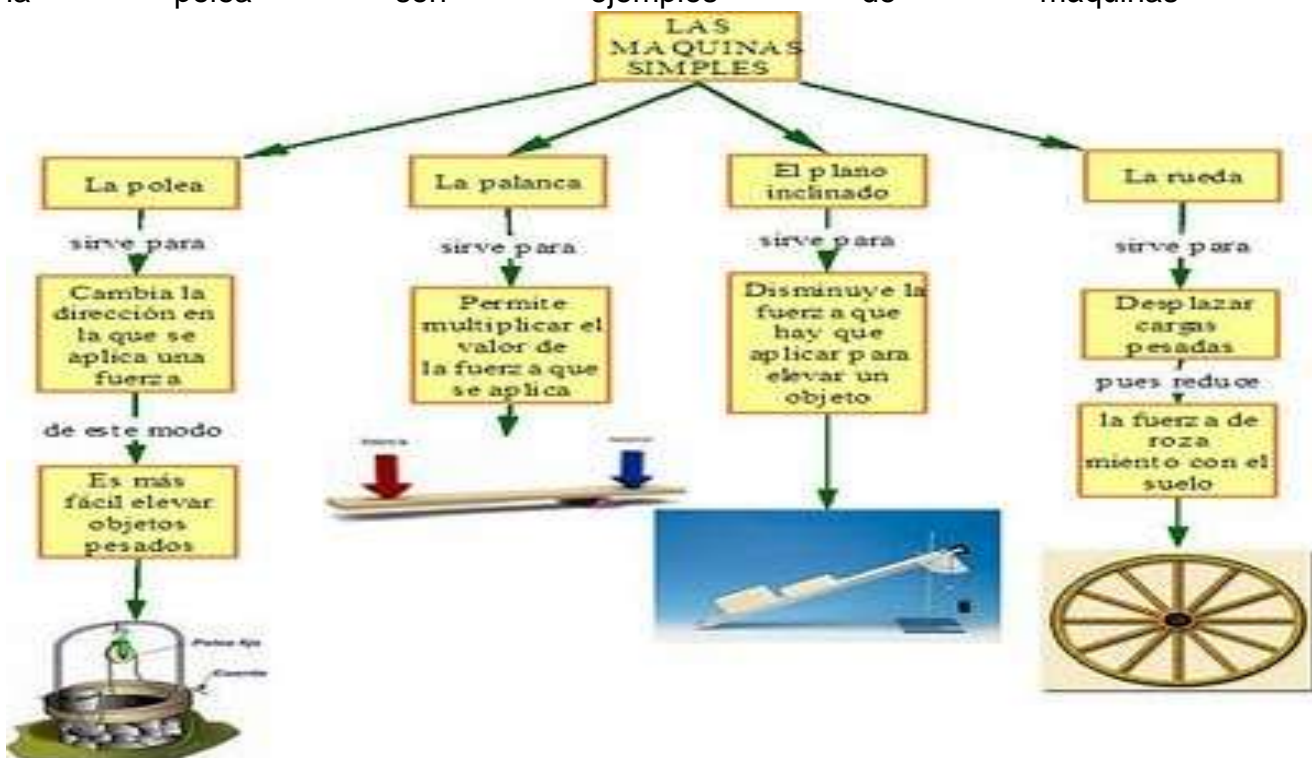 la polea son ejemplos de máquinas
LAS
MAQUINAS
SIMPLES
La polea
sirve para
Cambia la
dirección en
la que se
aplica una
fuerza
de este modo
Es más
fácil elevar
objetos
pesados
Polea fija
Cuerda
La palanca
sirve para
Permite
multiplicar el
valor de
la fuerza que
se aplica
El plano
inclinado
sirve para
Disminuye la
fuerza que
hay que
aplicar para
elevar un
objeto
La rueda
sirve para
Desplazar
cargas
pesadas
pues reduce
la fuerza de
roza
miento con el
suelo